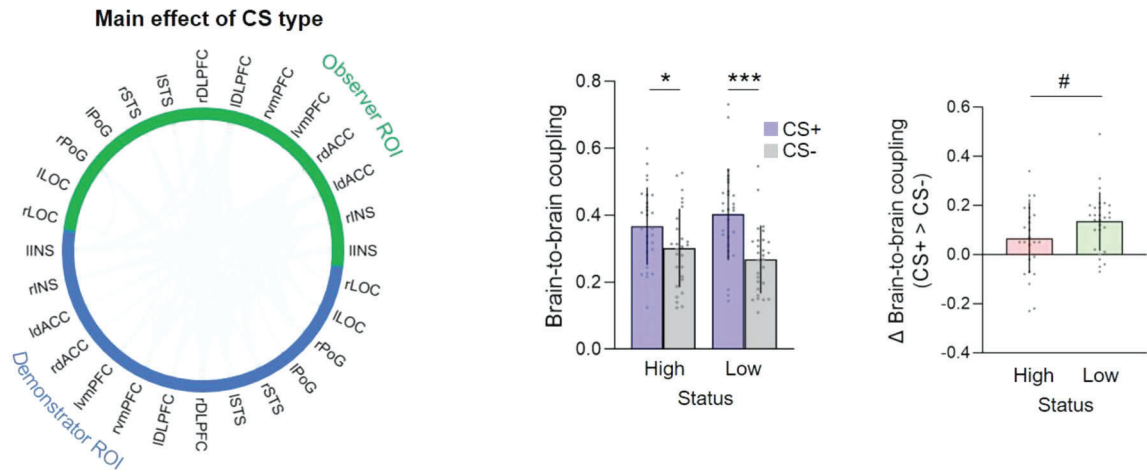 Main effect of CS type
Observer ROI
rDLPFC
lDLPFC
rvmPFC
lvmPFC
rdACC
ldACC
rINS
lINS
rLOC
lLOC
rPoG
lPoG
rSTS
lSTS
rDLPFC
lDLPFC
rvmPFC
lvmPFC
rdACC
ldACC
rINS
lINS
rLOC
lLOC
rPoG
lPoG
rSTS
lSTS
Demonstrator ROI
Brain-to-brain coupling
0.8
0.6
0.4
0.2
0.0
* ***
CS+
CS-
High Low
Status
Δ Brain-to-brain coupling
(CS+ > CS-)
#
0.6
0.4
0.2
0.0
-0.2
-0.4
High Low
Status